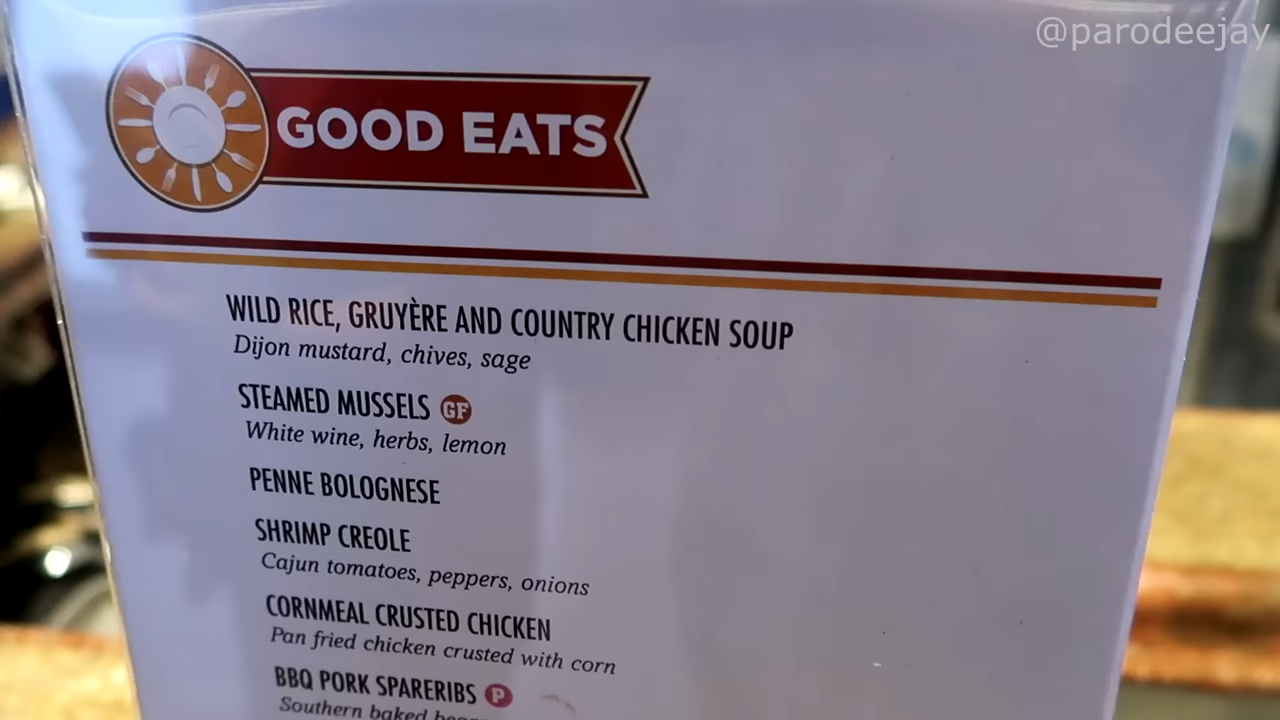 @parodeejay
GOOD EATS
WILD RICE, GRUYÈRE AND COUNTRY CHICKEN SOUP
Dijon mustard, chives, sage
STEAMED MUSSELS GF
White wine, herbs, lemon
PENNE BOLOGNESE
SHRIMP CREOLE
Cajun tomatoes, peppers, onions
CORNMEAL CRUSTED CHICKEN
Pan fried chicken crusted with corn
BBQ PORK SPARERIBS P
Southern baked